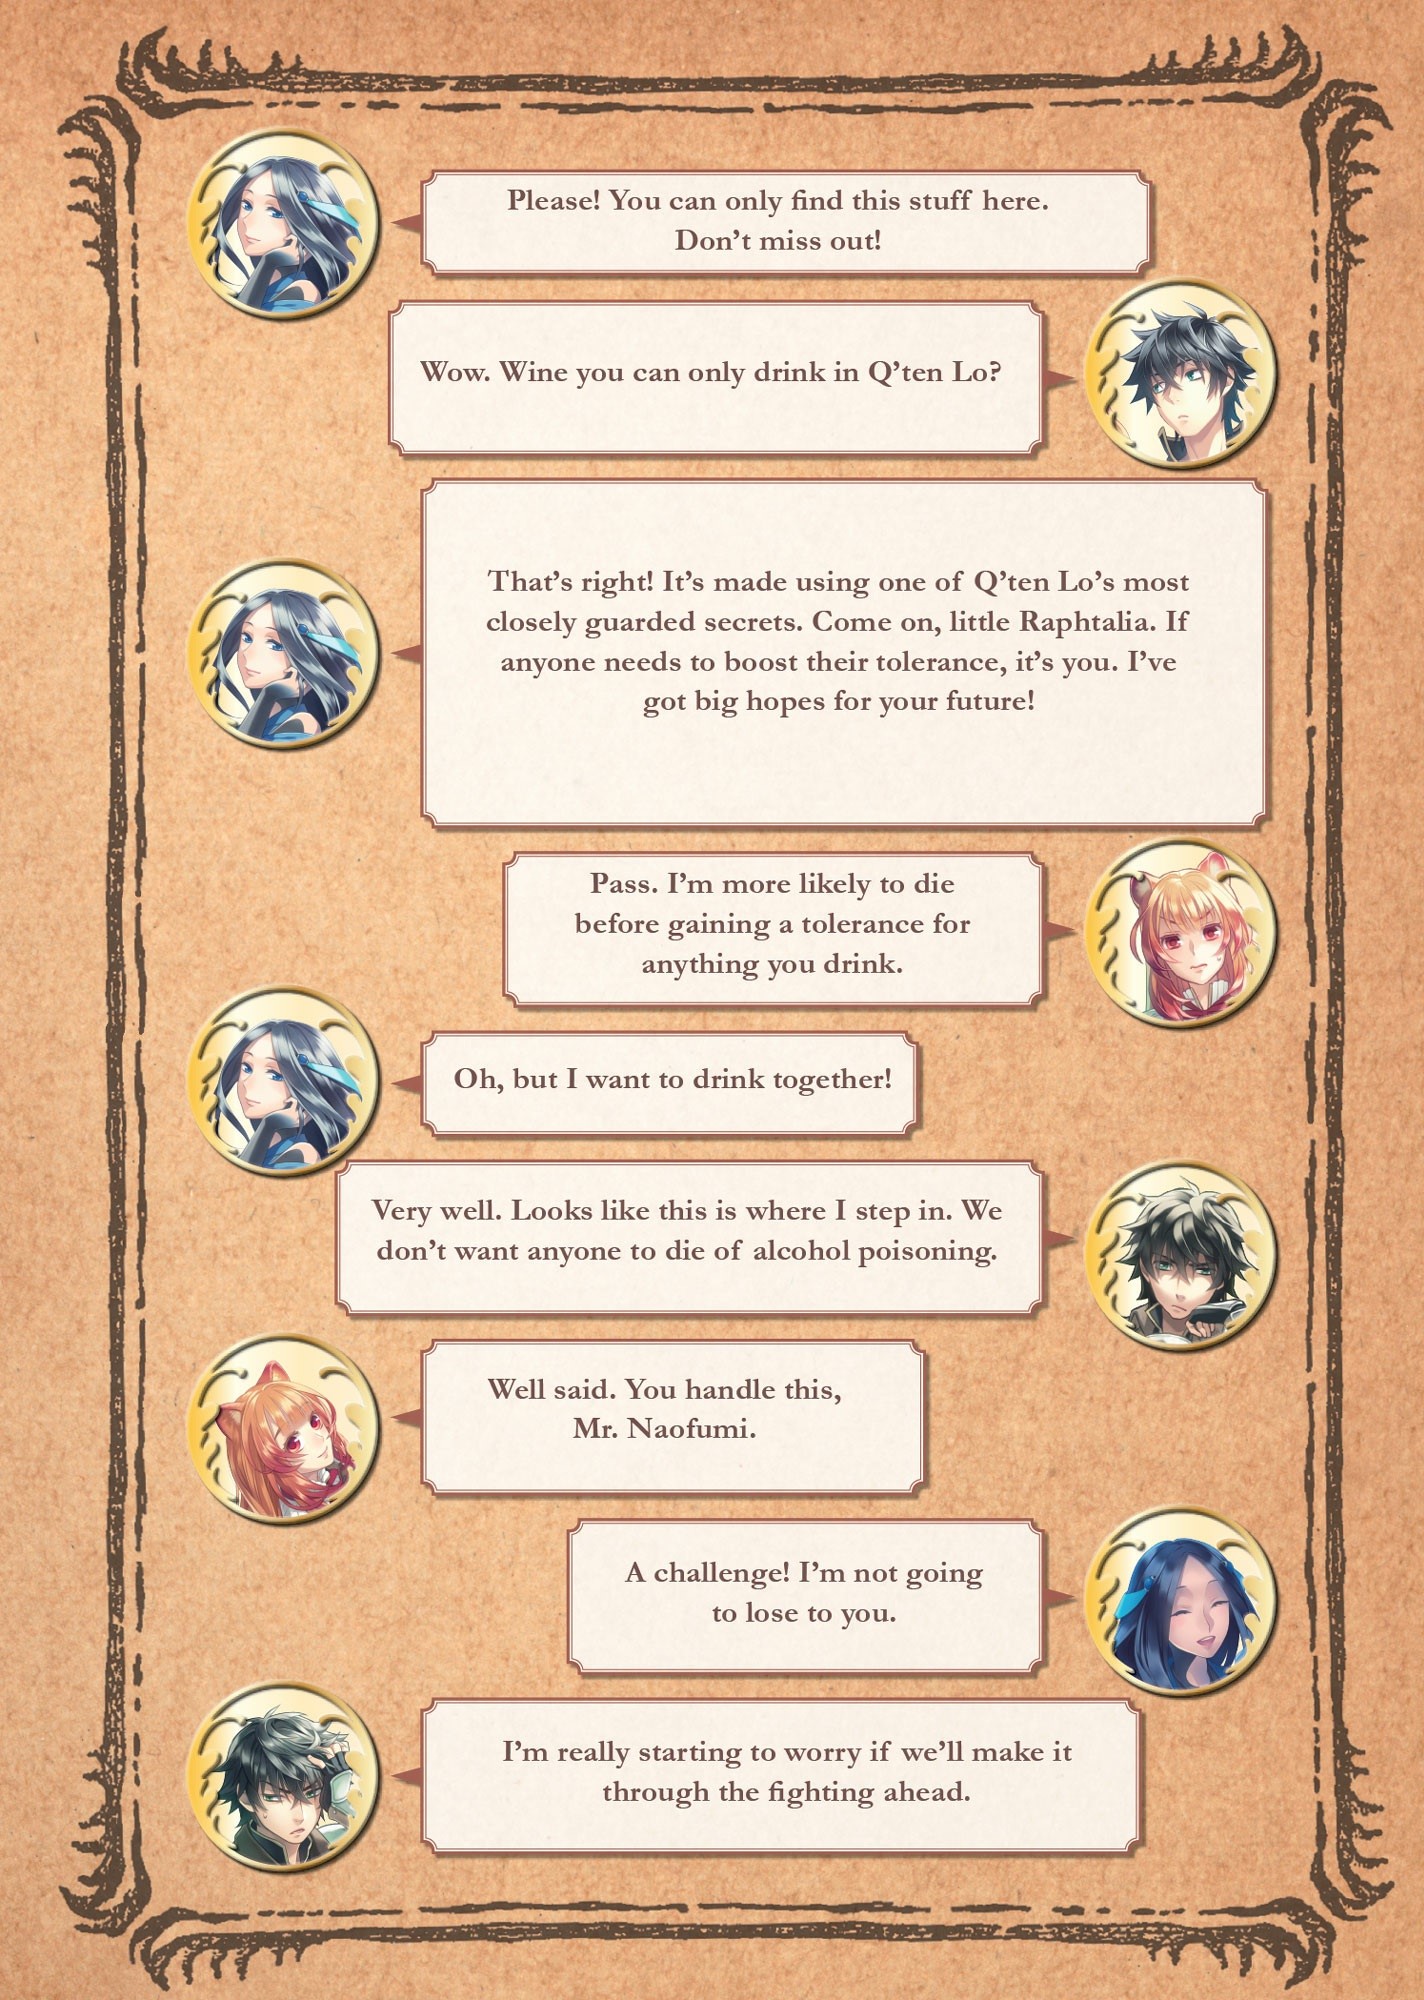 Please! You can only find this stuff here.
Don’t miss out!
Wow. Wine you can only drink in Q’ten Lo?
That’s right! It’s made using one of Q’ten Lo’s most
closely guarded secrets. Come on, little Raphtalia. If
anyone needs to boost their tolerance, it’s you. I’ve
got big hopes for your future!
Pass. I’m more likely to die
before gaining a tolerance for
anything you drink.
Oh, but I want to drink together!
Very well. Looks like this is where I step in. We
don’t want anyone to die of alcohol poisoning.
Well said. You handle this,
Mr. Naofumi.
A challenge! I’m not going
to lose to you.
I’m really starting to worry if we’ll make it
through the fighting ahead.